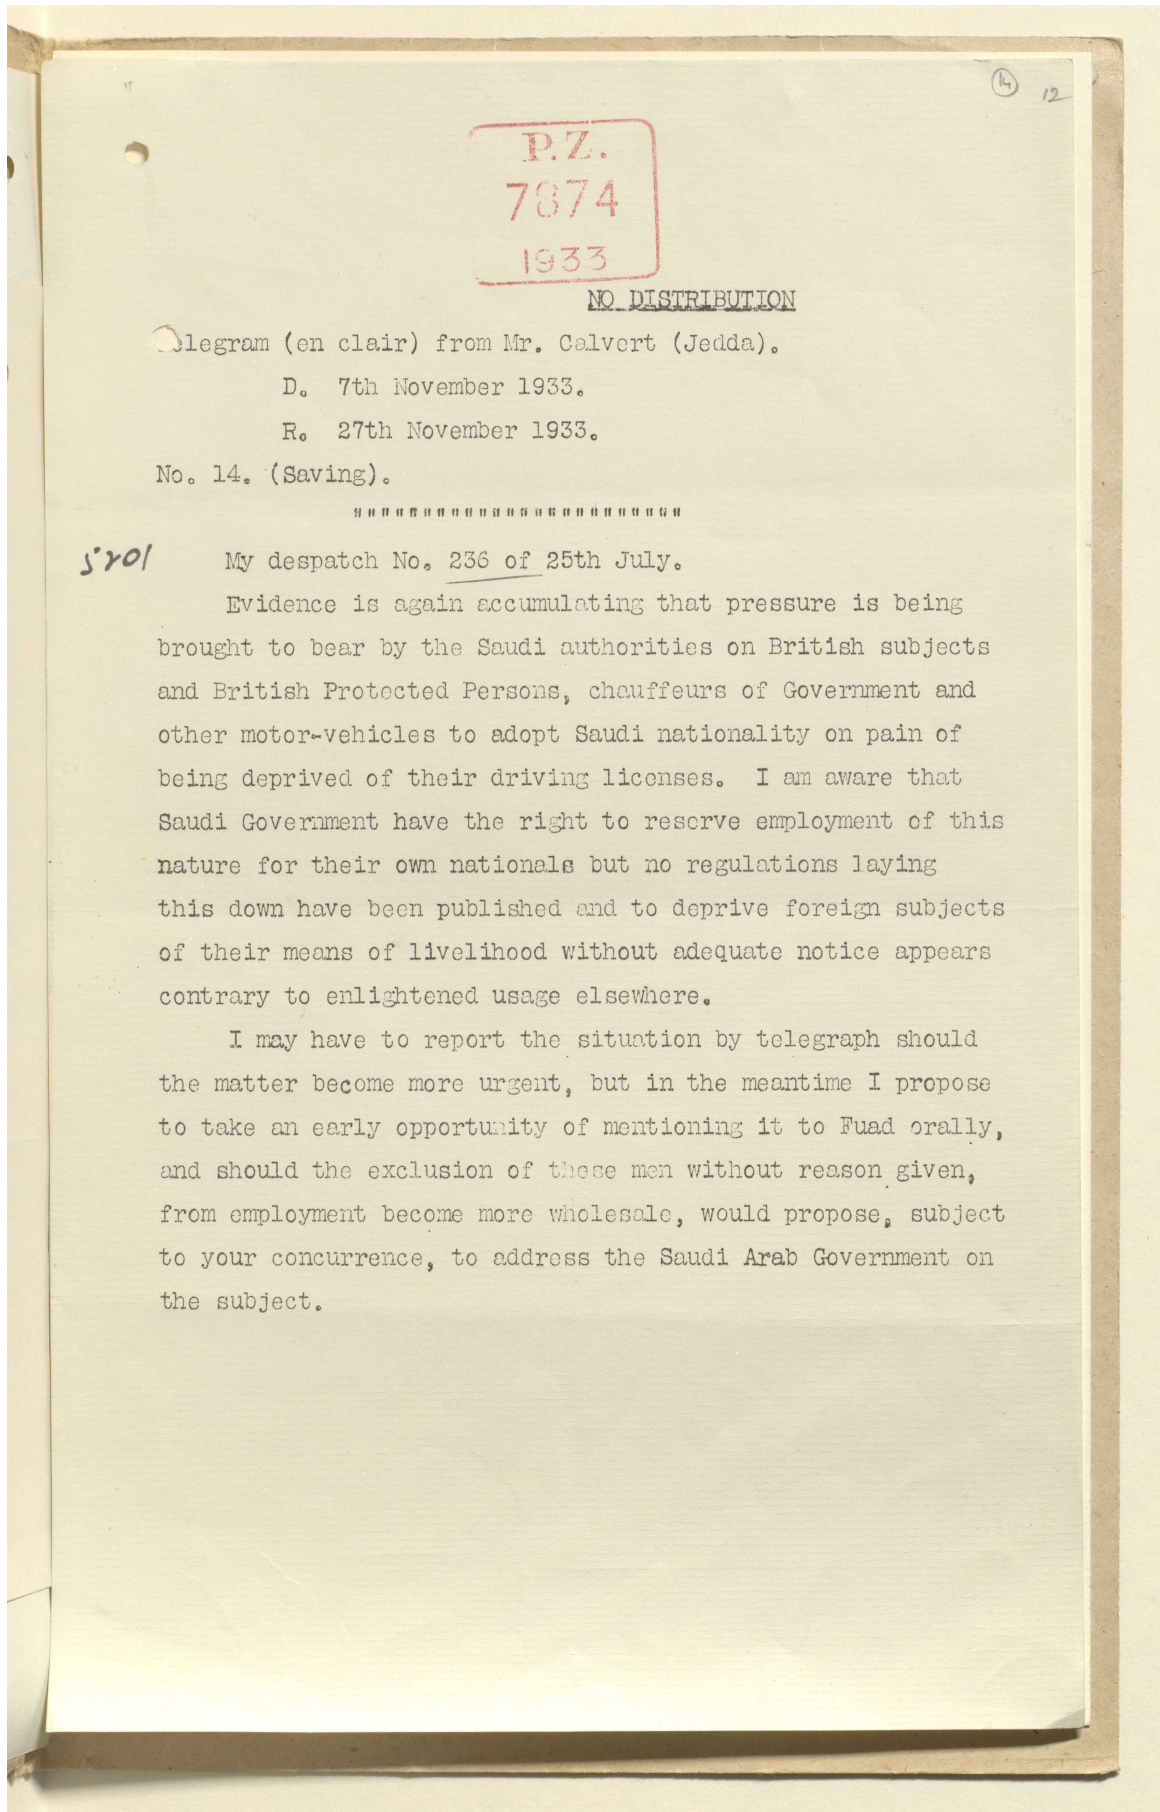 14
12
P.Z.
7874
1933
NO DISTRIBUTION
elegram (en clair) from Mr. Calvert (Jedda).
D. 7th November 1933.
R. 27th November 1933.
No. 14. (Saving).
""""""""""""""""""""""""
5201
My despatch No. 236 of 25th July.
Evidence is again accumulating that pressure is being
brought to bear by the Saudi authorities on British subjects
and British Protected Persons, chauffeurs of Government and
other motor-vehicles to adopt Saudi nationality on pain of
being deprived of their driving licenses. I am aware that
Saudi Government have the right to reserve employment of this
nature for their own nationals but no regulations laying
this down have been published and to deprive foreign subjects
of their means of livelihood without adequate notice appears
contrary to enlightened usage elsewhere.
I may have to report the situation by telegraph should
the matter become more urgent, but in the meantime I propose
to take an early opportunity of mentioning it to Fuad orally,
and should the exclusion of these men without reason given,
from employment become more wholesale, would propose, subject
to your concurrence, to address the Saudi Arab Government on
the subject.